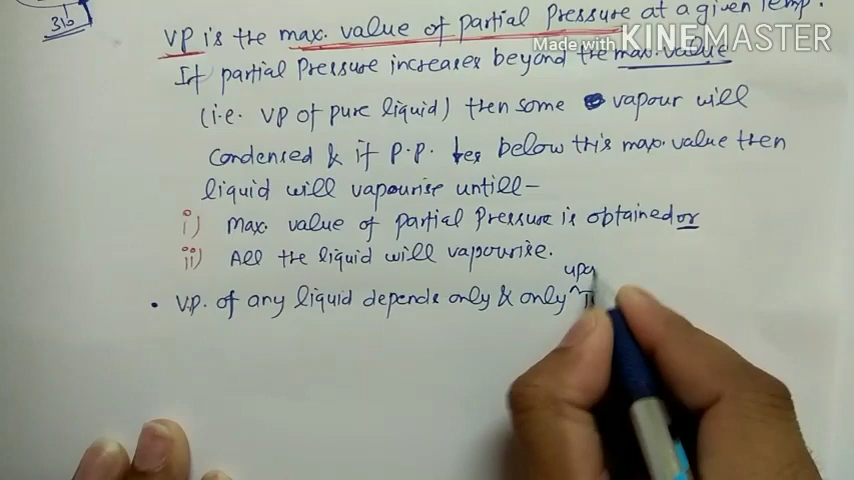 316
VP is the max. value of partial Pressure at a given Temp.
Made with KINEMASTER
If partial Pressure increases beyond the max. value
(i.e. VP of pure liquid) then some vapour will
Condensed & if P.P. ↓es below this max. value then
liquid will vapourise untill-
i) Max. value of partial Pressure is obtained or
ii) All the liquid will vapourise.
upo
• V.P. of any liquid depends only & only ^ T